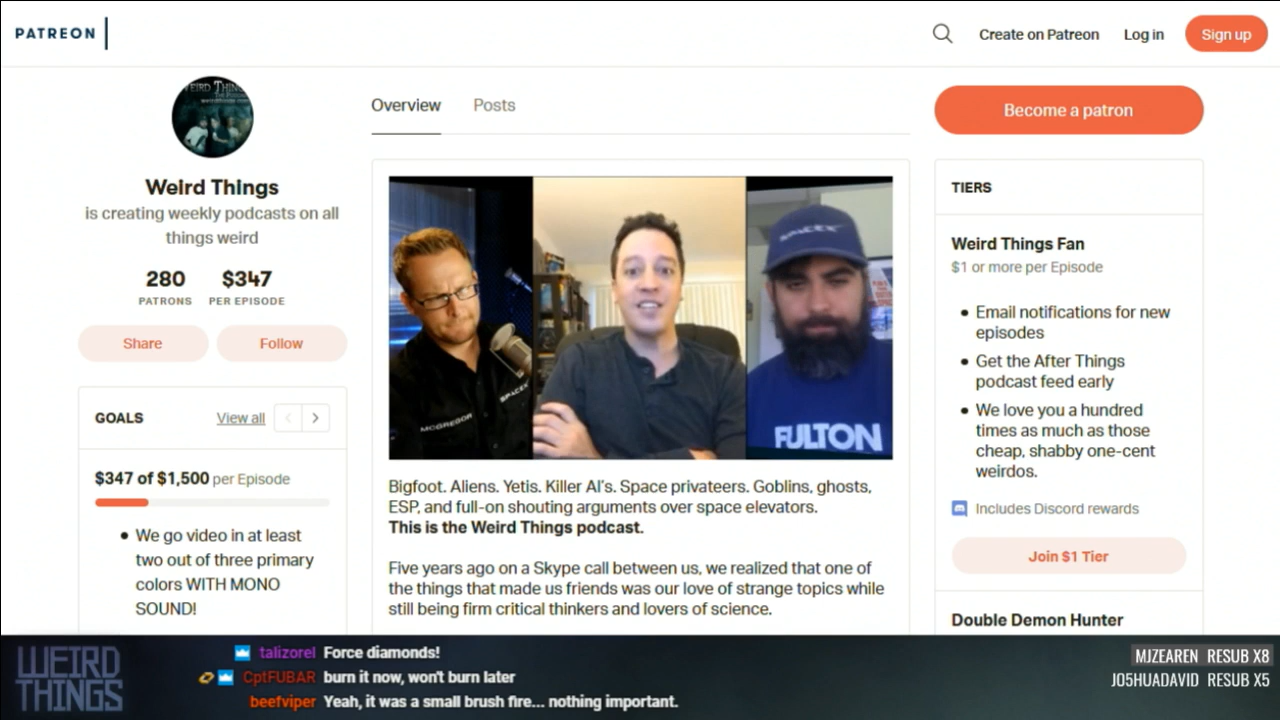 PATREON
Create on Patreon
Log in
Sign up
WEIRD THINGS
Weird Things
is creating weekly podcasts on all
things weird
280
PATRONS
$347
PER EPISODE
Share
Follow
GOALS
View all
$347 of $1,500 per Episode
We go video in at least
two out of three primary
colors WITH MONO
SOUND!
Overview
Posts
MCGREGOR
SPACEX
SPACEX
FULTON
Bigfoot. Aliens. Yetis. Killer AI's. Space privateers. Goblins, ghosts,
ESP, and full-on shouting arguments over space elevators.
This is the Weird Things podcast.
Five years ago on a Skype call between us, we realized that one of
the things that made us friends was our love of strange topics while
still being firm critical thinkers and lovers of science.
Become a patron
TIERS
Weird Things Fan
$1 or more per Episode
Email notifications for new
episodes
Get the After Things
podcast feed early
We love you a hundred
times as much as those
cheap, shabby one-cent
weirdos.
Includes Discord rewards
Join $1 Tier
Double Demon Hunter
WEIRD
THINGS
talizorel Force diamonds!
CptFUBAR burn it now, won't burn later
beefviper Yeah, it was a small brush fire... nothing important.
MJZEAREN RESUB X8
JO5HUADAVID RESUB X5